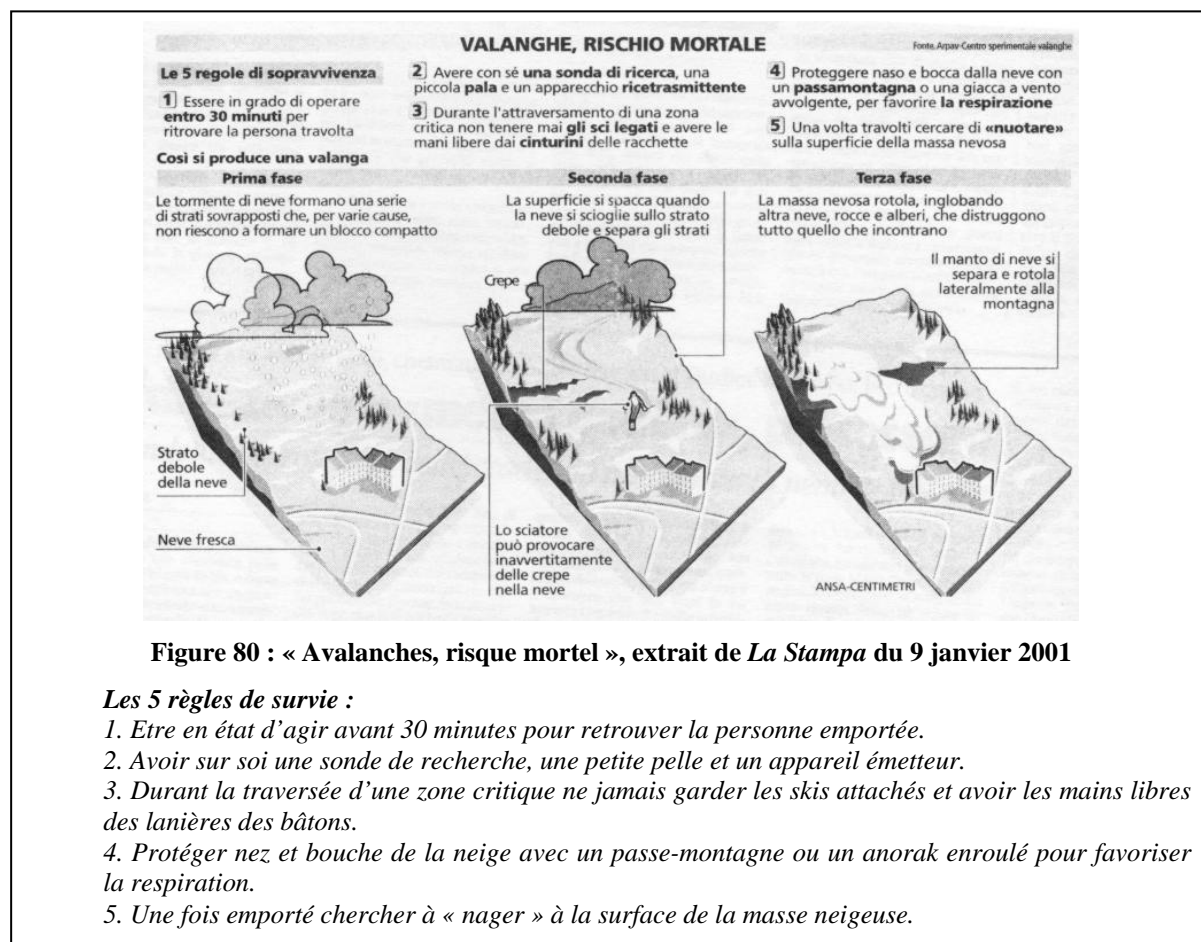 VALANGHE, RISCHIO MORTALE
Fonte. Arpav-Centro sperimentale valanghe
Le 5 regole di sopravvivenza
1 Essere in grado di operare
entro 30 minuti per
ritrovare la persona travolta
2 Avere con sé una sonda di ricerca, una
piccola pala e un apparecchio ricetrasmittente
3 Durante l'attraversamento di una zona
critica non tenere mai gli sci legati e avere le
mani libere dai cinturini delle racchette
4 Proteggere naso e bocca dalla neve con
un passamontagna o una giacca a vento
avvolgente, per favorire la respirazione
5 Una volta travolti cercare di «nuotare»
sulla superficie della massa nevosa
Così si produce una valanga
Prima fase
Le tormente di neve formano una serie
di strati sovrapposti che, per varie cause,
non riescono a formare un blocco compatto
Strato
debole
della neve
Neve fresca
Seconda fase
La superficie si spacca quando
la neve si scioglie sullo strato
debole e separa gli strati
Crepe
Lo sciatore
può provocare
inavvertitamente
delle crepe
nella neve
Terza fase
La massa nevosa rotola, inglobando
altra neve, rocce e alberi, che distruggono
tutto quello che incontrano
Il manto di neve si
separa e rotola
lateralmente alla
montagna
ANSA-CENTIMETRI
Figure 80 : « Avalanches, risque mortel », extrait de La Stampa du 9 janvier 2001
Les 5 règles de survie :
1. Etre en état d'agir avant 30 minutes pour retrouver la personne emportée.
2. Avoir sur soi une sonde de recherche, une petite pelle et un appareil émetteur.
3. Durant la traversée d'une zone critique ne jamais garder les skis attachés et avoir les mains libres
des lanières des bâtons.
4. Protéger nez et bouche de la neige avec un passe-montagne ou un anorak enroulé pour favoriser
la respiration.
5. Une fois emporté chercher à « nager » à la surface de la masse neigeuse.